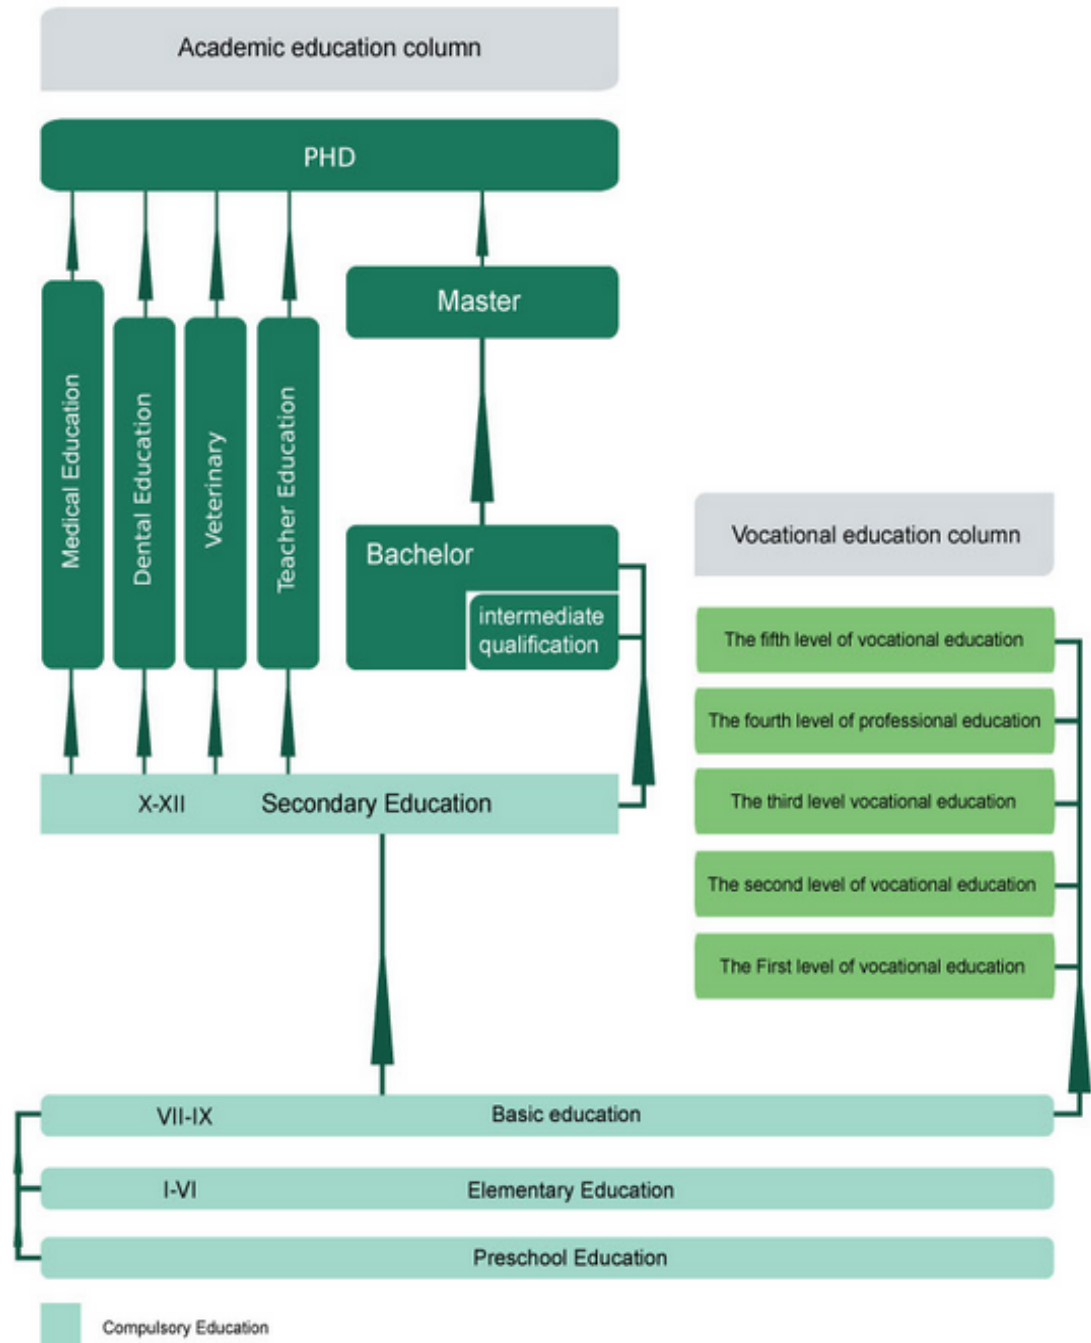 Academic education column
PHD
Master
Medical Education
Dental Education
Veterinary
Teacher Education
Bachelor
intermediate
qualification
X-XII Secondary Education
Vocational education column
The fifth level of vocational education
The fourth level of professional education
The third level vocational education
The second level of vocational education
The First level of vocational education
VII-IX Basic education
I-VI Elementary Education
Preschool Education
Compulsory Education